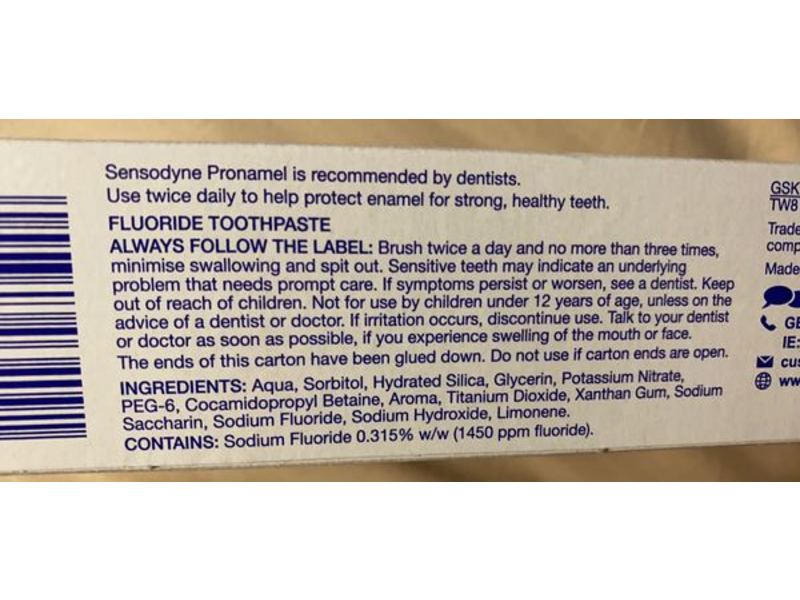 Sensodyne Pronamel is recommended by dentists.
Use twice daily to help protect enamel for strong, healthy teeth.
FLUORIDE TOOTHPASTE
ALWAYS FOLLOW THE LABEL: Brush twice a day and no more than three times,
minimise swallowing and spit out. Sensitive teeth may indicate an underlying
problem that needs prompt care. If symptoms persist or worsen, see a dentist. Keep
out of reach of children. Not for use by children under 12 years of age, unless on the
advice of a dentist or doctor. If irritation occurs, discontinue use. Talk to your dentist
or doctor as soon as possible, if you experience swelling of the mouth or face.
The ends of this carton have been glued down. Do not use if carton ends are open.
INGREDIENTS: Aqua, Sorbitol, Hydrated Silica, Glycerin, Potassium Nitrate,
PEG-6, Cocamidopropyl Betaine, Aroma, Titanium Dioxide, Xanthan Gum, Sodium
Saccharin, Sodium Fluoride, Sodium Hydroxide, Limonene.
CONTAINS: Sodium Fluoride 0.315% w/w (1450 ppm fluoride).
GSK
TW8
Trade
comp
Made
GB
IE:
cus
ww